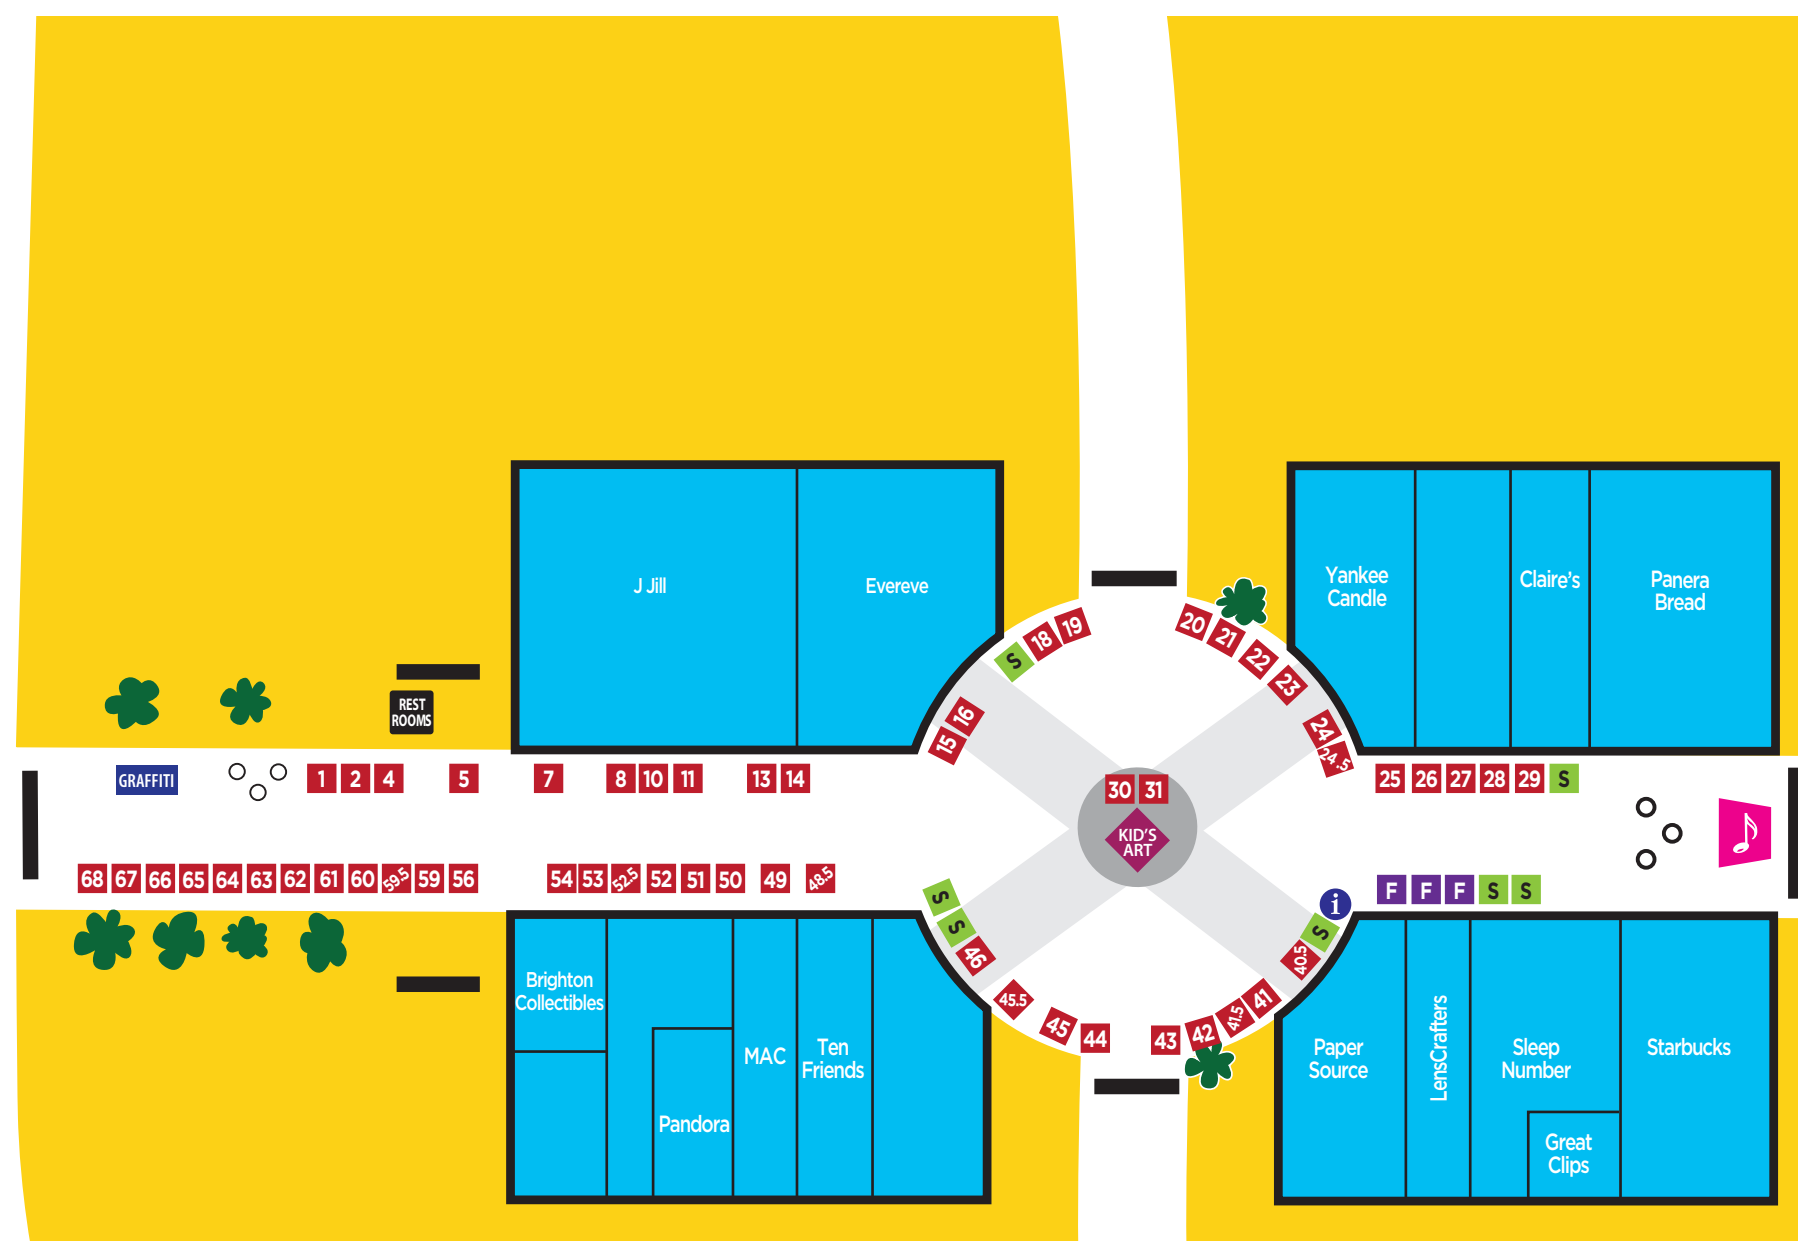 J Jill
Evereve
Yankee
Candle
Claire's
Panera
Bread
20
21
22
23
24
24.5
19
18
S
16
15
REST
ROOMS
GRAFFITI
1 2 4 5 7 8 10 11 13 14
25 26 27 28 29 S
30 31
KID'S
ART
68 67 66 65 64 63 62 61 60 59.5 59 56 54 53 52.5 52 51 50 49 48.5
F F F S S
i
S
40.5
41
41.5
42
43
S
S
46
45.5
45
44
Brighton
Collectibles
Pandora
MAC
Ten
Friends
Paper
Source
LensCrafters
Sleep
Number
Great
Clips
Starbucks